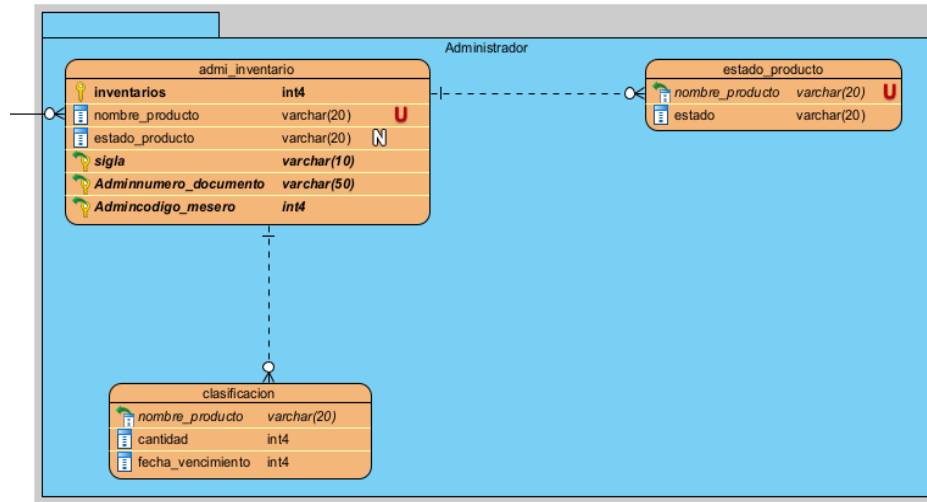 Administrador
admi_inventario
inventarios int4
nombre_producto varchar(20) U
estado_producto varchar(20) N
sigla varchar(10)
Adminnumero_documento varchar(50)
Admincodigo_mesero int4
estado_producto
nombre_producto varchar(20) U
estado varchar(20)
clasificacion
nombre_producto varchar(20)
cantidad int4
fecha_vencimiento int4